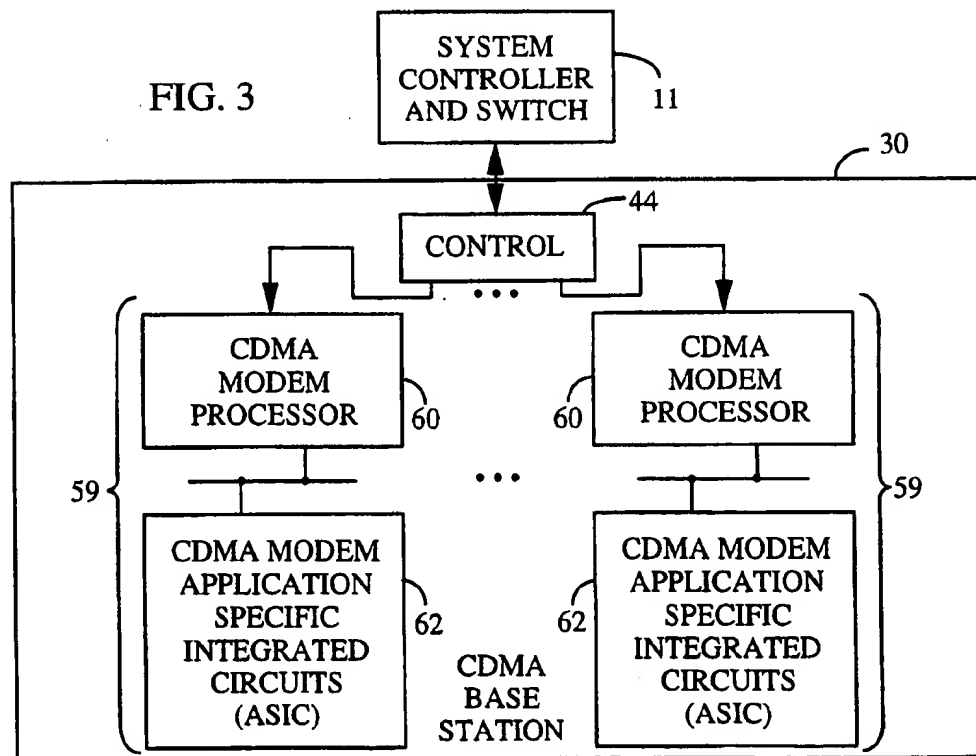 FIG. 3
SYSTEM
CONTROLLER
AND SWITCH
11
30
44
CONTROL
•••
CDMA
MODEM
PROCESSOR
60
CDMA
MODEM
PROCESSOR
60
59
•••
59
CDMA MODEM
APPLICATION
SPECIFIC
INTEGRATED
CIRCUITS
(ASIC)
62
CDMA
BASE
STATION
CDMA MODEM
APPLICATION
SPECIFIC
INTEGRATED
CIRCUITS
(ASIC)
62